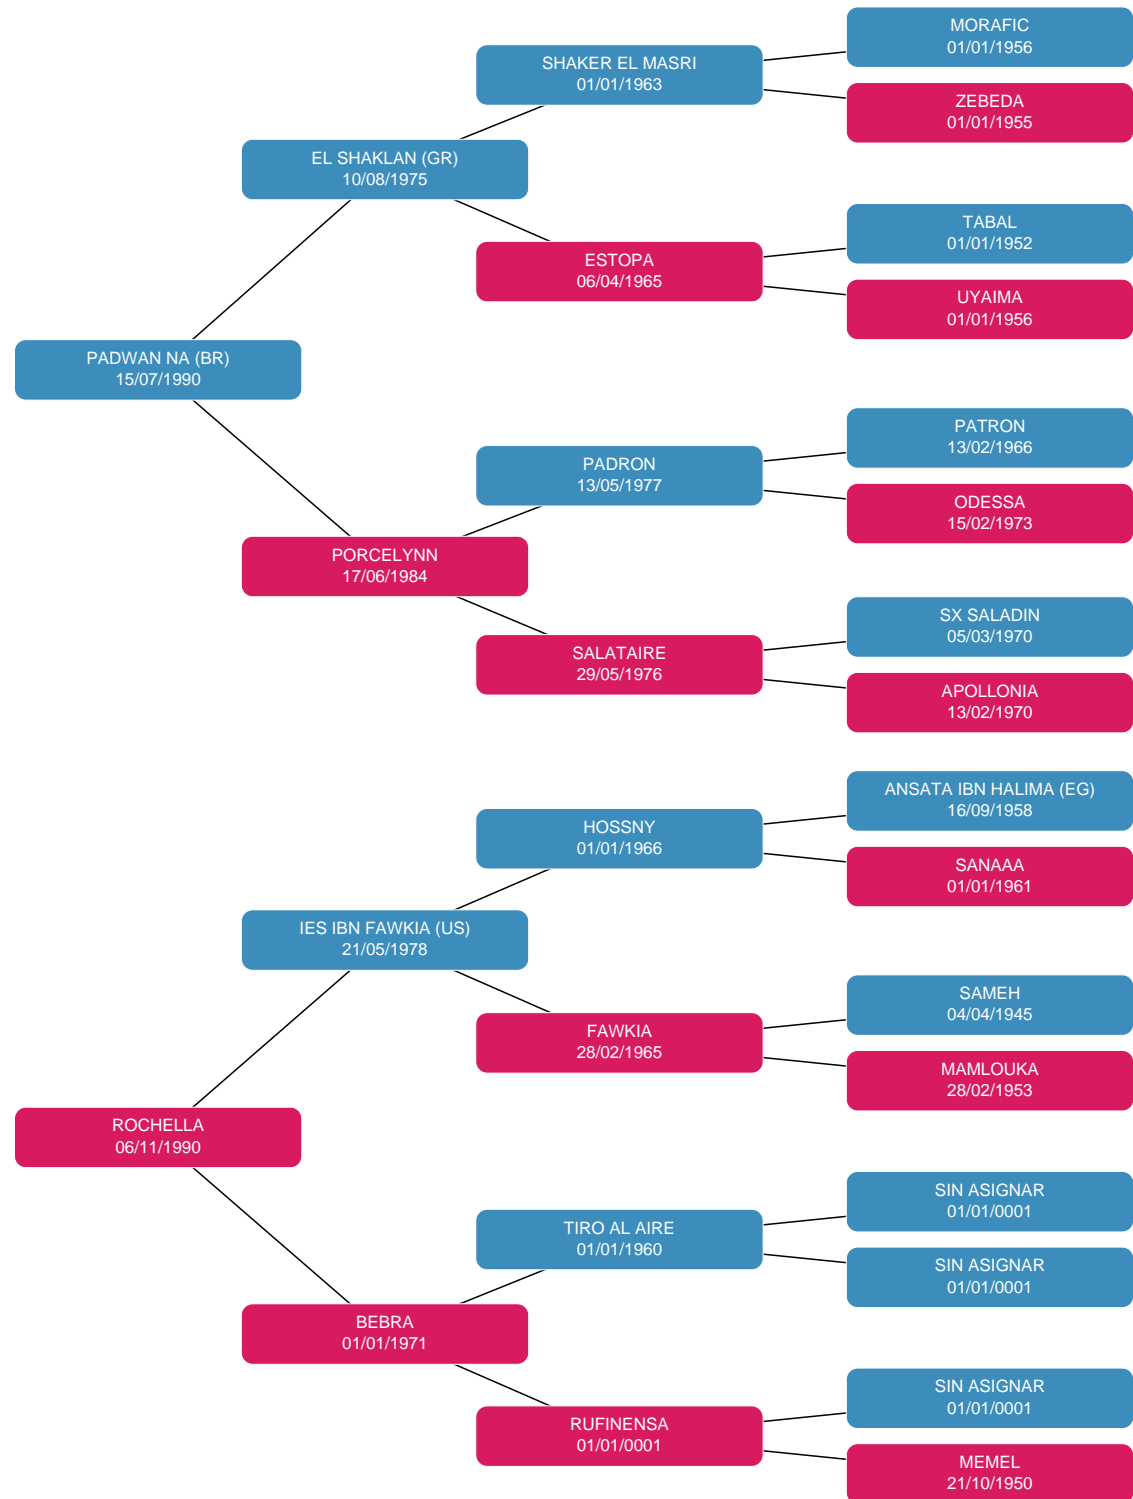 MORAFIC
01/01/1956
SHAKER EL MASRI
01/01/1963
ZEBEDA
01/01/1955
EL SHAKLAN (GR)
10/08/1975
TABAL
01/01/1952
ESTOPA
06/04/1965
UYAIMA
01/01/1956
PADWAN NA (BR)
15/07/1990
PATRON
13/02/1966
PADRON
13/05/1977
ODESSA
15/02/1973
PORCELYNN
17/06/1984
SX SALADIN
05/03/1970
SALATAIRE
29/05/1976
APOLLONIA
13/02/1970
ANSATA IBN HALIMA (EG)
16/09/1958
HOSSNY
01/01/1966
SANAAA
01/01/1961
IES IBN FAWKIA (US)
21/05/1978
SAMEH
04/04/1945
FAWKIA
28/02/1965
MAMLOUKA
28/02/1953
ROCHELLA
06/11/1990
SIN ASIGNAR
01/01/0001
TIRO AL AIRE
01/01/1960
SIN ASIGNAR
01/01/0001
BEBRA
01/01/1971
SIN ASIGNAR
01/01/0001
RUFINENSA
01/01/0001
MEMEL
21/10/1950